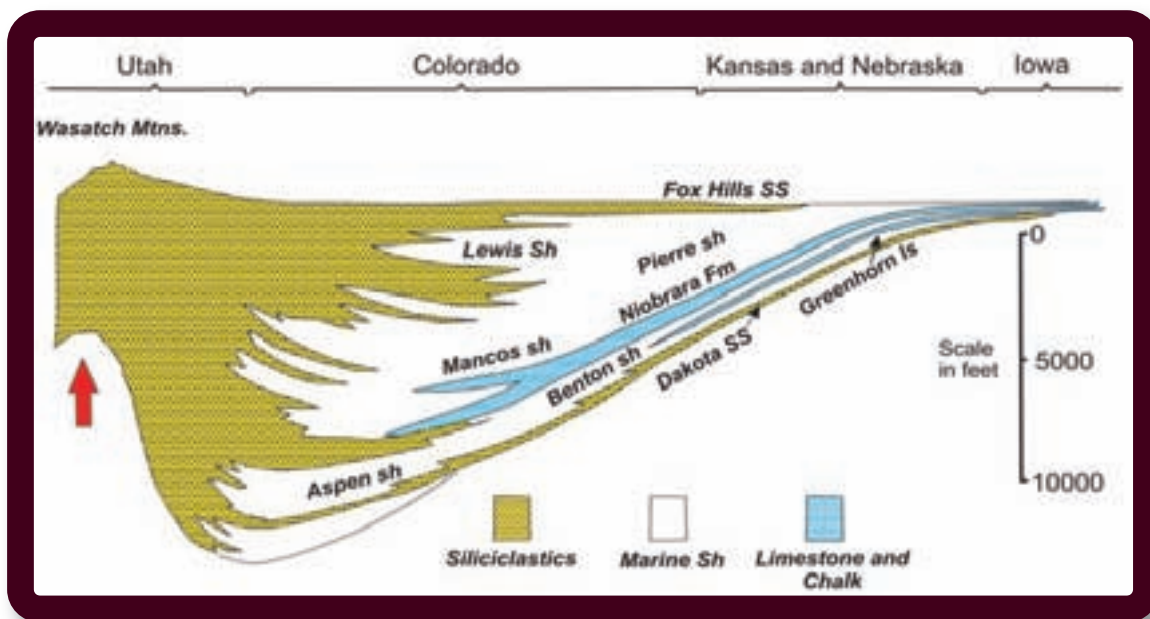 Utah Colorado Kansas and Nebraska Iowa
Wasatch Mtns.
Fox Hills SS
Lewis Sh
Pierre sh
Niobrara Fm
Greenhorn ls
Mancos sh
Benton sh
Dakota SS
Aspen sh
0
Scale
in feet
5000
10000
Siliciclastics
Marine Sh
Limestone and
Chalk